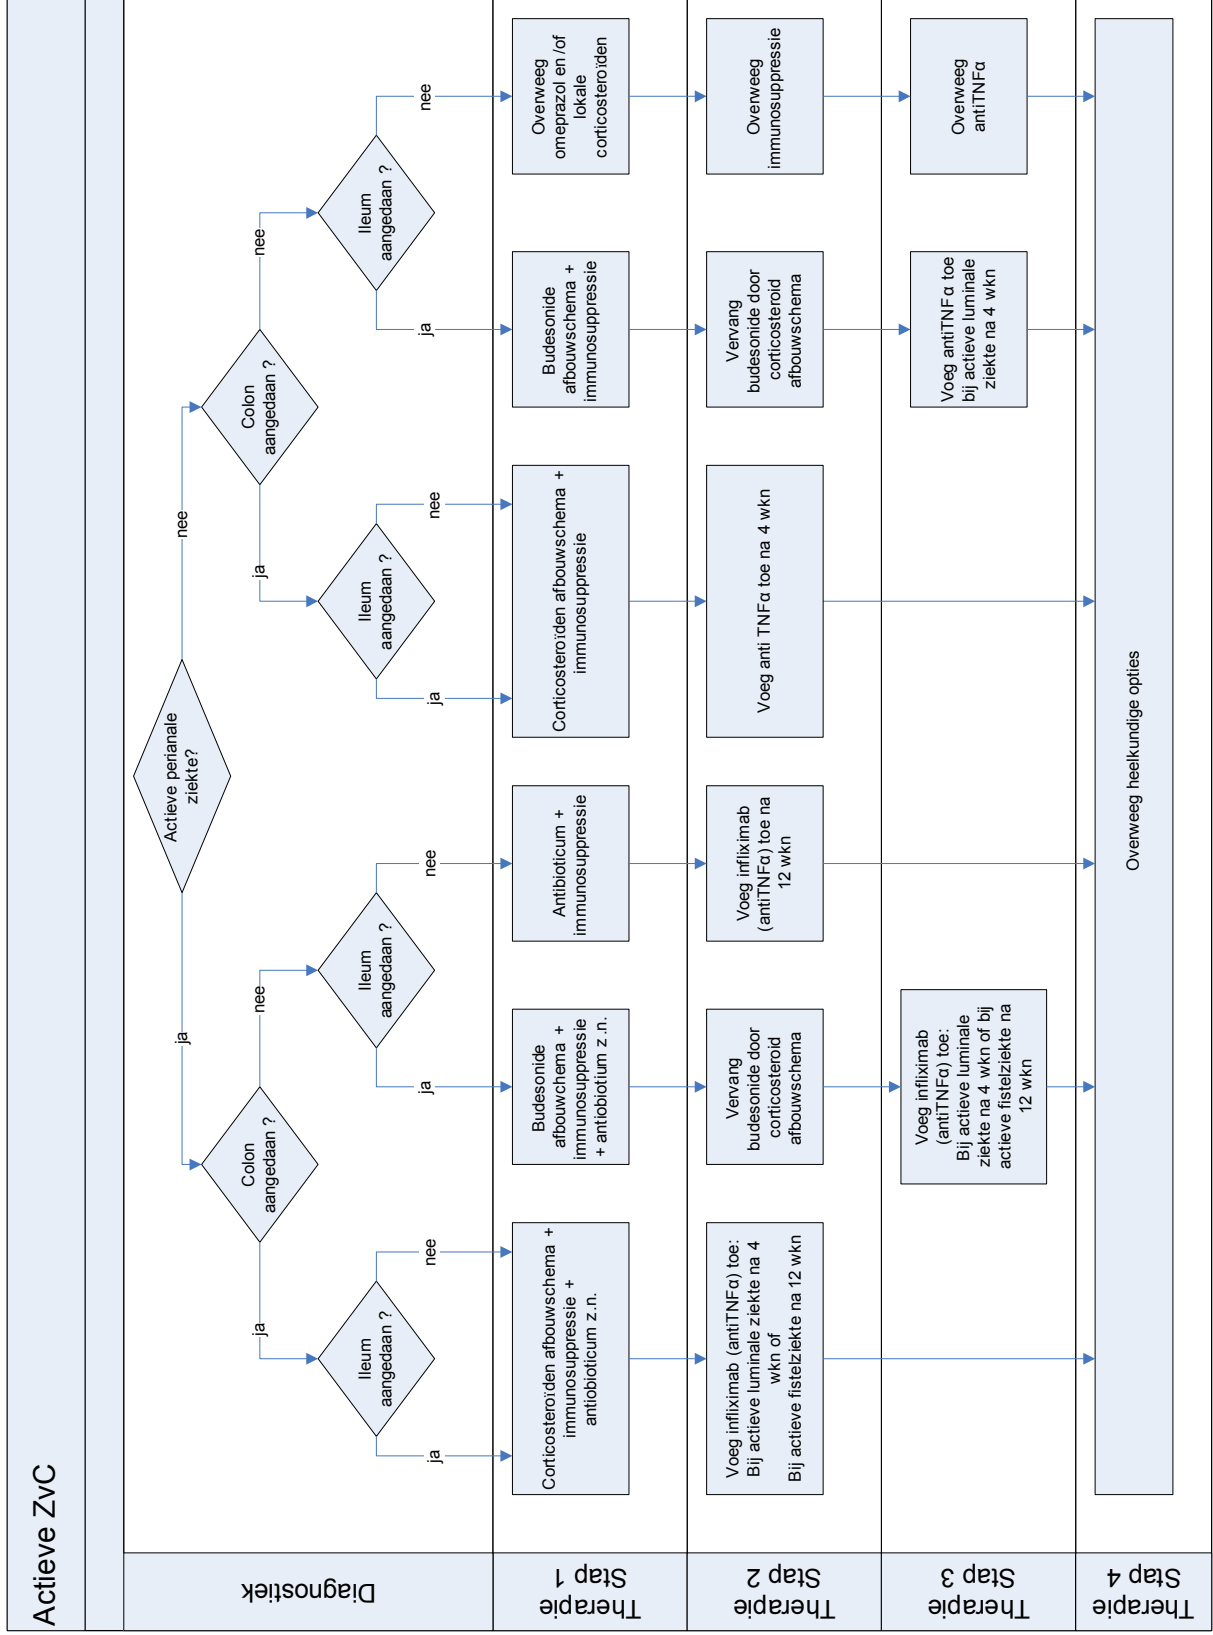 Actieve ZvC
Diagnostiek
Actieve perianale
ziekte?
ja
nee
Colon
aangedaan ?
ja
nee
Colon
aangedaan ?
ja
nee
Ileum
aangedaan ?
ja
nee
Ileum
aangedaan ?
ja
nee
Ileum
aangedaan ?
ja
nee
Ileum
aangedaan ?
ja
nee
Therapie
Stap 1
Corticosteroïden afbouwschema +
immunosuppressie +
antiobioticum z.n.
Budesonide
afbouwchema +
immunosuppressie
+ antiobiotium z.n.
Antibioticum +
immunosuppressie
Corticosteroïden afbouwschema +
immunosuppressie
Budesonide
afbouwschema +
immunosuppressie
Overweeg
omeprazol en /of
lokale
corticosteroïden
Therapie
Stap 2
Voeg infliximab (antiTNFα) toe:
Bij actieve luminale ziekte na 4
wkn of
Bij actieve fistelziekte na 12 wkn
Vervang
budesonide door
corticosteroid
afbouwschema
Voeg infliximab
(antiTNFα) toe na
12 wkn
Voeg anti TNFα toe na 4 wkn
Vervang
budesonide door
corticosteroid
afbouwschema
Overweeg
immunosuppressie
Therapie
Stap 3
Voeg infliximab
(antiTNFα) toe:
Bij actieve luminale
ziekte na 4 wkn of bij
actieve fistelziekte na
12 wkn
Voeg antiTNFα toe
bij actieve luminale
ziekte na 4 wkn
Overweeg
antiTNFα
Therapie
Stap 4
Overweeg heelkundige opties